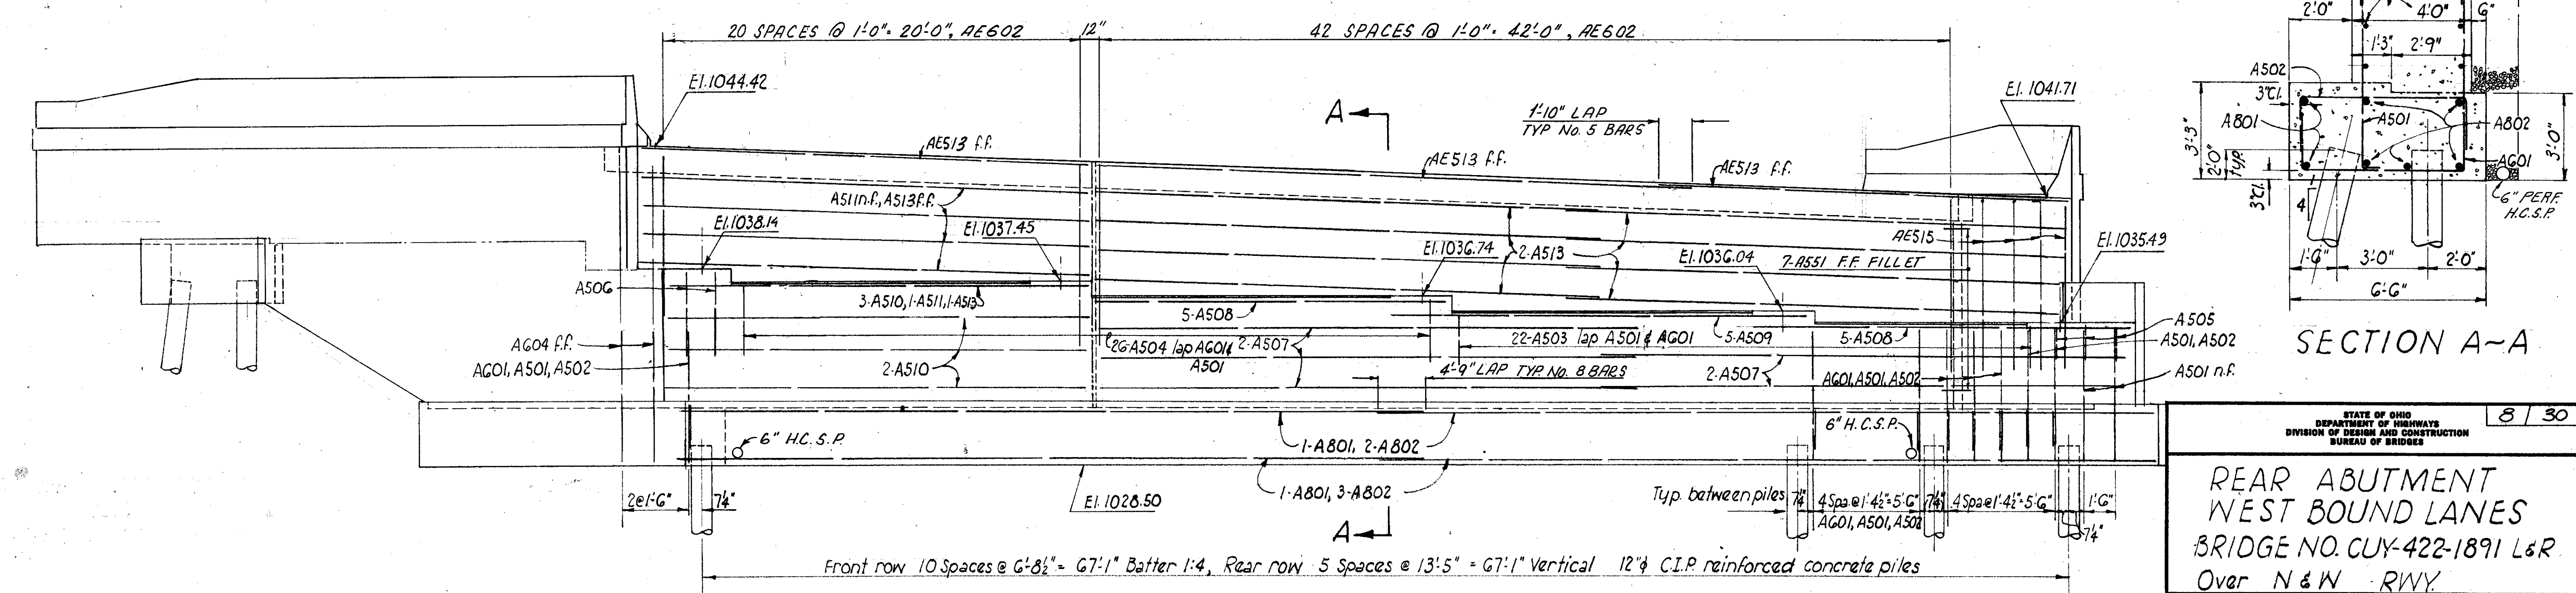 20 SPACES @ 1'-0"= 20'-0", AE602
12"
42 SPACES @ 1'-0"= 42'-0", AE602
El.1044.42
El.1041.71
A
1'-10" LAP
TYP No. 5 BARS
AE513 f.f.
AE513 f.f.
AE513 f.f.
A511 n.f., A513 f.f.
El.1038.14
El.1037.45
El.1036.74
2-A513
El.1036.04
AE515
7-A551 F.F. FILLET
El.1035.49
A506
3-A510, 1-A511, 1-A513
5-A508
A604 f.f.
26-A504 lap A601 &
A501
2-A507
22-A503 lap A501 & A601
5-A509
5-A508
A505
A501, A502
A601, A501, A502
2-A510
4'-9" LAP TYP. No. 8 BARS
2-A507
A601, A501, A502
A501 n.f.
6" H.C.S.P.
1-A801, 2-A802
6" H.C.S.P.
1-A801, 3-A802
2@1'-6"
7¼"
El.1028.50
Typ. between piles
7¼"
4 Spa.@1'-4½"=5'-6"
7¼"
4 Spa@1'-4½"=5'-6"
1'-6"
A601, A501, A502
7¼"
A
Front row 10 Spaces @ 6'-8½"= 67'-1" Batter 1:4, Rear row 5 Spaces @ 13'-5" = 67'-1" Vertical 12"φ C.I.P. reinforced concrete piles
2'-0"
4'-0"
6"
1'-3"
2'-9"
A502
3"Cl.
A801
A501
A802
3'-3"
2'-0"
TYP.
3'-0"
A601
3"Cl.
4
6" PERF.
H.C.S.P.
1'-6"
3'-0"
2'-0"
6'-6"
SECTION A~A
STATE OF OHIO
DEPARTMENT OF HIGHWAYS
DIVISION OF DESIGN AND CONSTRUCTION
BUREAU OF BRIDGES
8 / 30
REAR ABUTMENT
WEST BOUND LANES
BRIDGE NO. CUY-422-1891 L&R
Over N & W RWY.